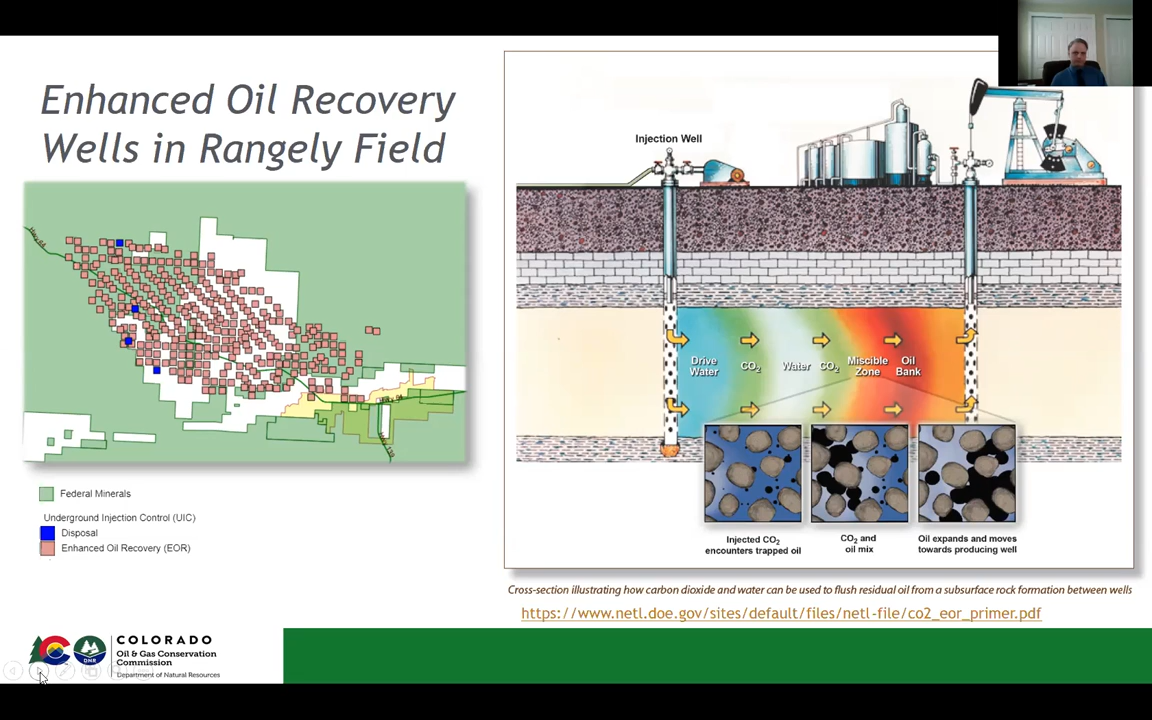 Enhanced Oil Recovery
Wells in Rangely Field
Federal Minerals
Underground Injection Control (UIC)
Disposal
Enhanced Oil Recovery (EOR)
Injection Well
Drive
Water
CO₂
Water
CO₂
Miscible
Zone
Oil
Bank
Injected CO₂
encounters trapped oil
CO₂ and
oil mix
Oil expands and moves
towards producing well
Cross-section illustrating how carbon dioxide and water can be used to flush residual oil from a subsurface rock formation between wells
https://www.netl.doe.gov/sites/default/files/netl-file/co2_eor_primer.pdf
DNR
COLORADO
Oil & Gas Conservation
Commission
Department of Natural Resources